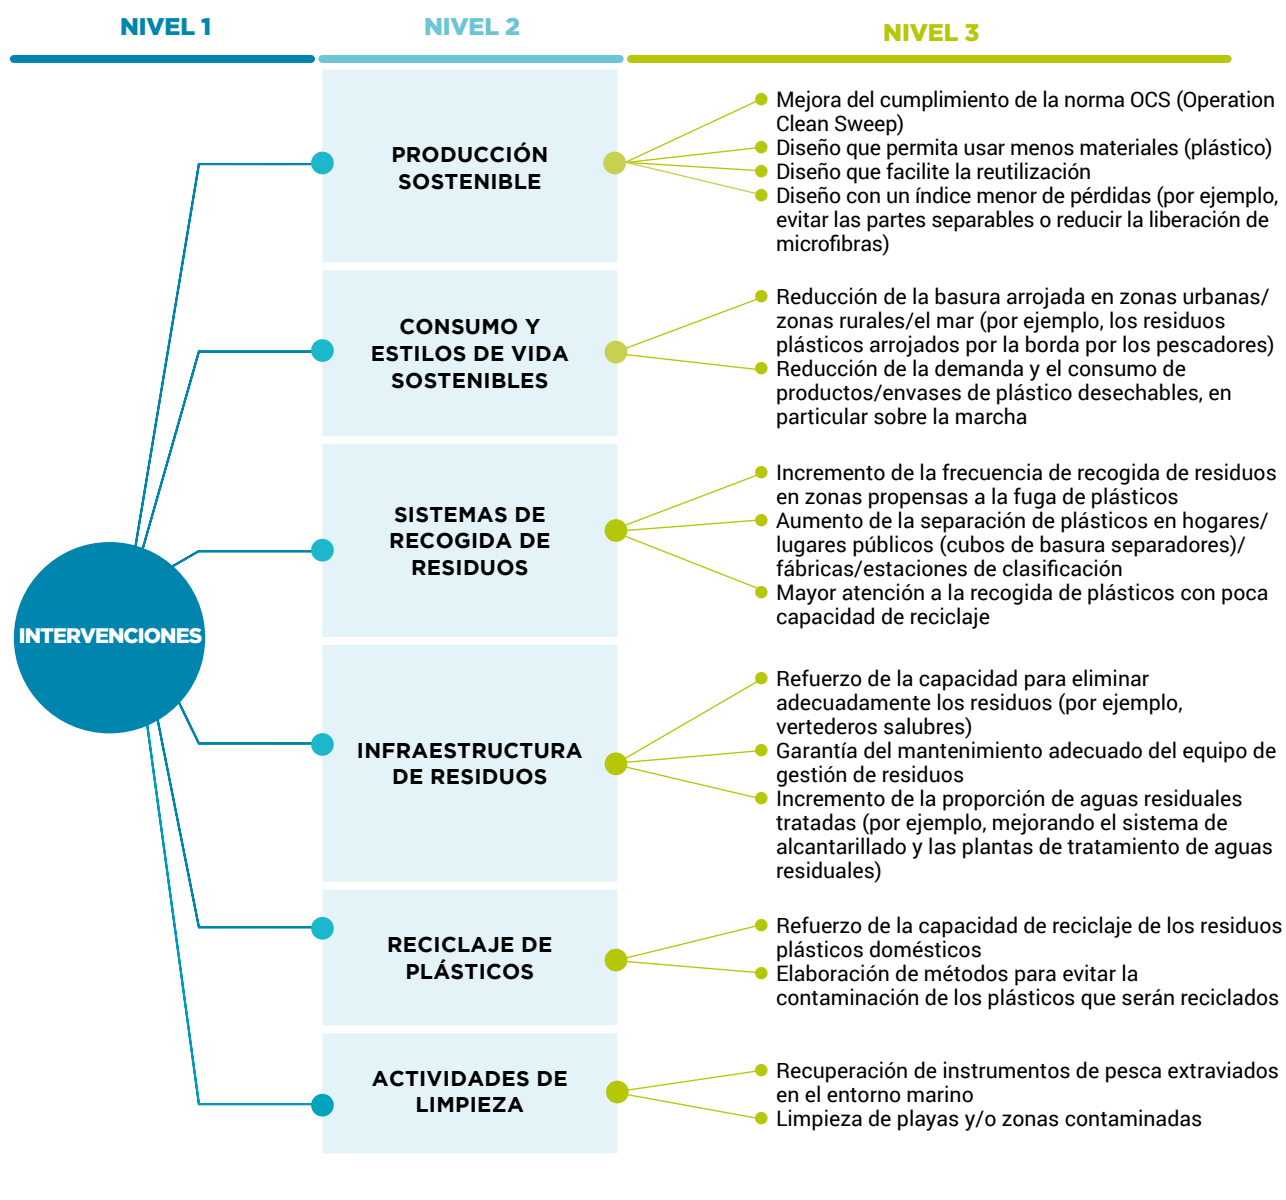 NIVEL 1
NIVEL 2
NIVEL 3
INTERVENCIONES
PRODUCCIÓN
SOSTENIBLE
Mejora del cumplimiento de la norma OCS (Operation
Clean Sweep)
Diseño que permita usar menos materiales (plástico)
Diseño que facilite la reutilización
Diseño con un índice menor de pérdidas (por ejemplo,
evitar las partes separables o reducir la liberación de
microfibras)
CONSUMO Y
ESTILOS DE VIDA
SOSTENIBLES
Reducción de la basura arrojada en zonas urbanas/
zonas rurales/el mar (por ejemplo, los residuos
plásticos arrojados por la borda por los pescadores)
Reducción de la demanda y el consumo de
productos/envases de plástico desechables, en
particular sobre la marcha
SISTEMAS DE
RECOGIDA DE
RESIDUOS
Incremento de la frecuencia de recogida de residuos
en zonas propensas a la fuga de plásticos
Aumento de la separación de plásticos en hogares/
lugares públicos (cubos de basura separadores)/
fábricas/estaciones de clasificación
Mayor atención a la recogida de plásticos con poca
capacidad de reciclaje
INFRAESTRUCTURA
DE RESIDUOS
Refuerzo de la capacidad para eliminar
adecuadamente los residuos (por ejemplo,
vertederos salubres)
Garantía del mantenimiento adecuado del equipo de
gestión de residuos
Incremento de la proporción de aguas residuales
tratadas (por ejemplo, mejorando el sistema de
alcantarillado y las plantas de tratamiento de aguas
residuales)
RECICLAJE DE
PLÁSTICOS
Refuerzo de la capacidad de reciclaje de los residuos
plásticos domésticos
Elaboración de métodos para evitar la
contaminación de los plásticos que serán reciclados
ACTIVIDADES DE
LIMPIEZA
Recuperación de instrumentos de pesca extraviados
en el entorno marino
Limpieza de playas y/o zonas contaminadas